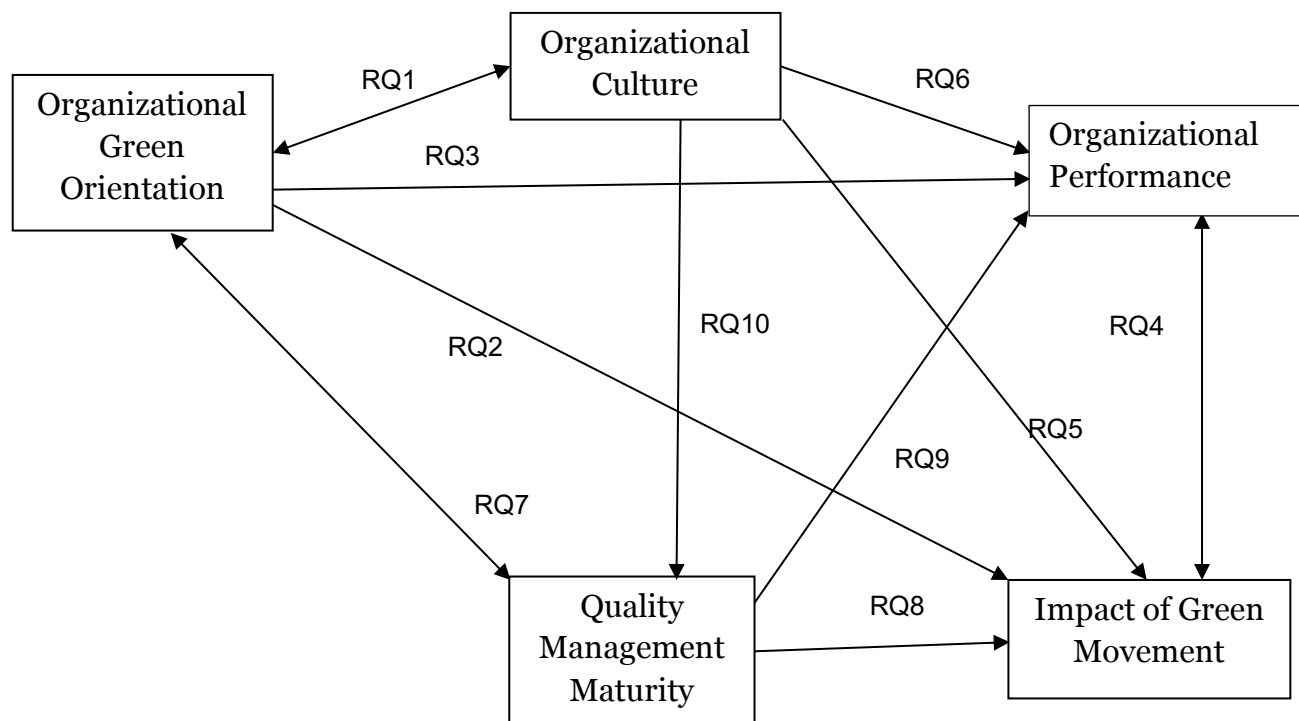 Organizational
Culture
RQ1
RQ6
Organizational
Green
Orientation
RQ3
Organizational
Performance
RQ2
RQ10
RQ4
RQ5
RQ9
RQ7
Quality
Management
Maturity
RQ8
Impact of Green
Movement